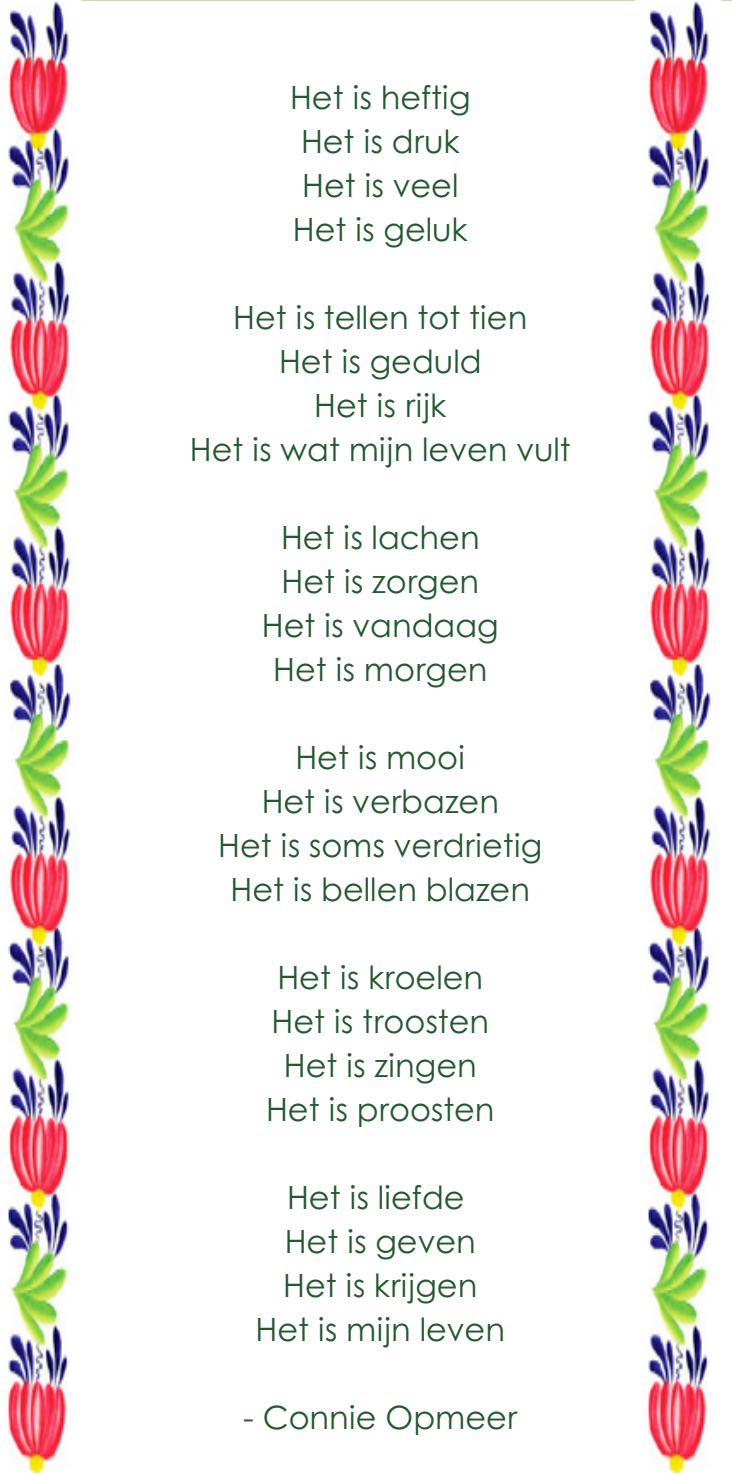 Het is heftig
Het is druk
Het is veel
Het is geluk

Het is tellen tot tien
Het is geduld
Het is rijk
Het is wat mijn leven vult

Het is lachen
Het is zorgen
Het is vandaag
Het is morgen

Het is mooi
Het is verbazen
Het is soms verdrietig
Het is bellen blazen

Het is kroelen
Het is troosten
Het is zingen
Het is proosten

Het is liefde
Het is geven
Het is krijgen
Het is mijn leven

- Connie Opmeer